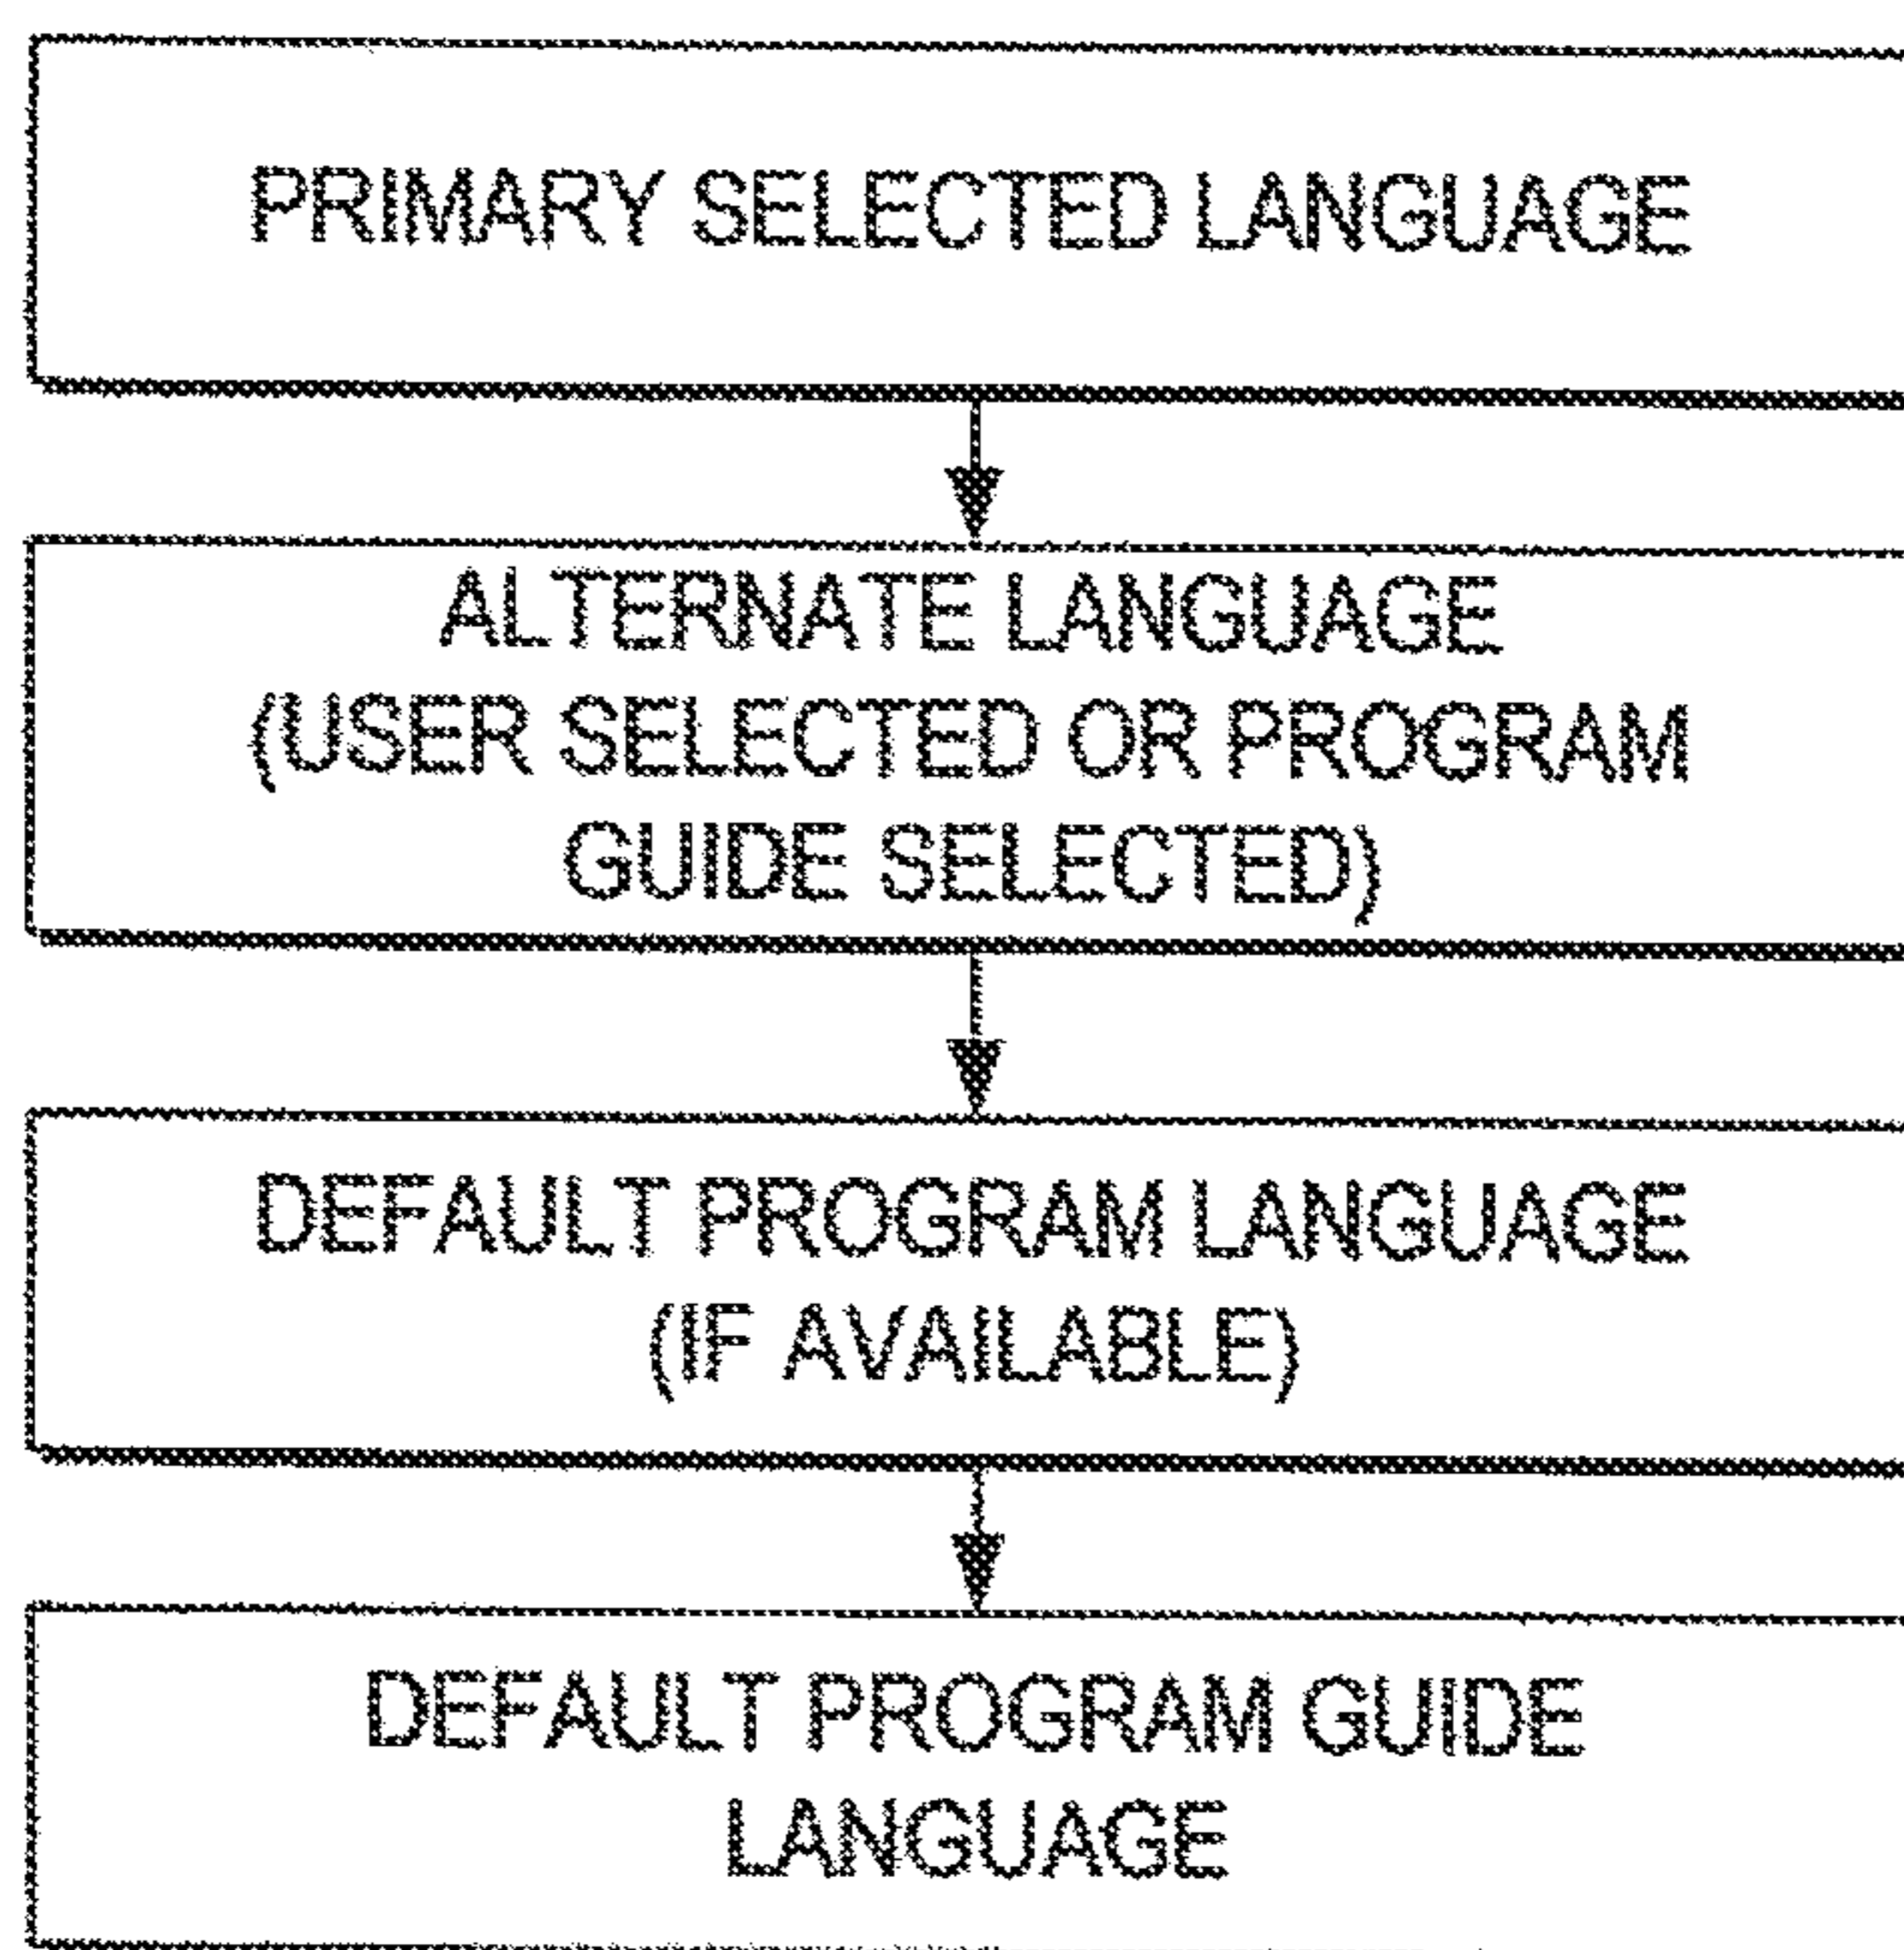 PRIMARY SELECTED LANGUAGE
ALTERNATE LANGUAGE
(USER SELECTED OR PROGRAM
GUIDE SELECTED)
DEFAULT PROGRAM LANGUAGE
(IF AVAILABLE)
DEFAULT PROGRAM GUIDE
LANGUAGE